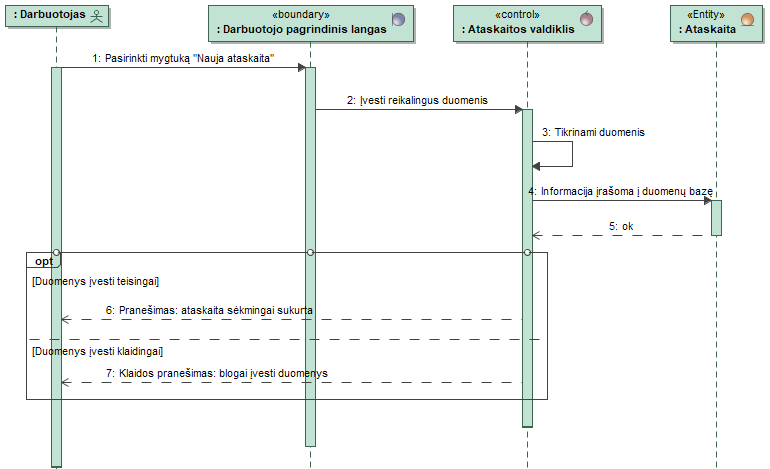 : Darbuotojas
«boundary»
: Darbuotojo pagrindinis langas
«control»
: Ataskaitos valdiklis
«Entity»
: Ataskaita
1: Pasirinkti mygtuką "Nauja ataskaita"
2: Įvesti reikalingus duomenis
3: Tikrinami duomenis
4: Informacija įrašoma į duomenų bazę
5: ok
opt
[Duomenys įvesti teisingai]
6: Pranešimas: ataskaita sėkmingai sukurta
[Duomenys įvesti klaidingai]
7: Klaidos pranešimas: blogai įvesti duomenys